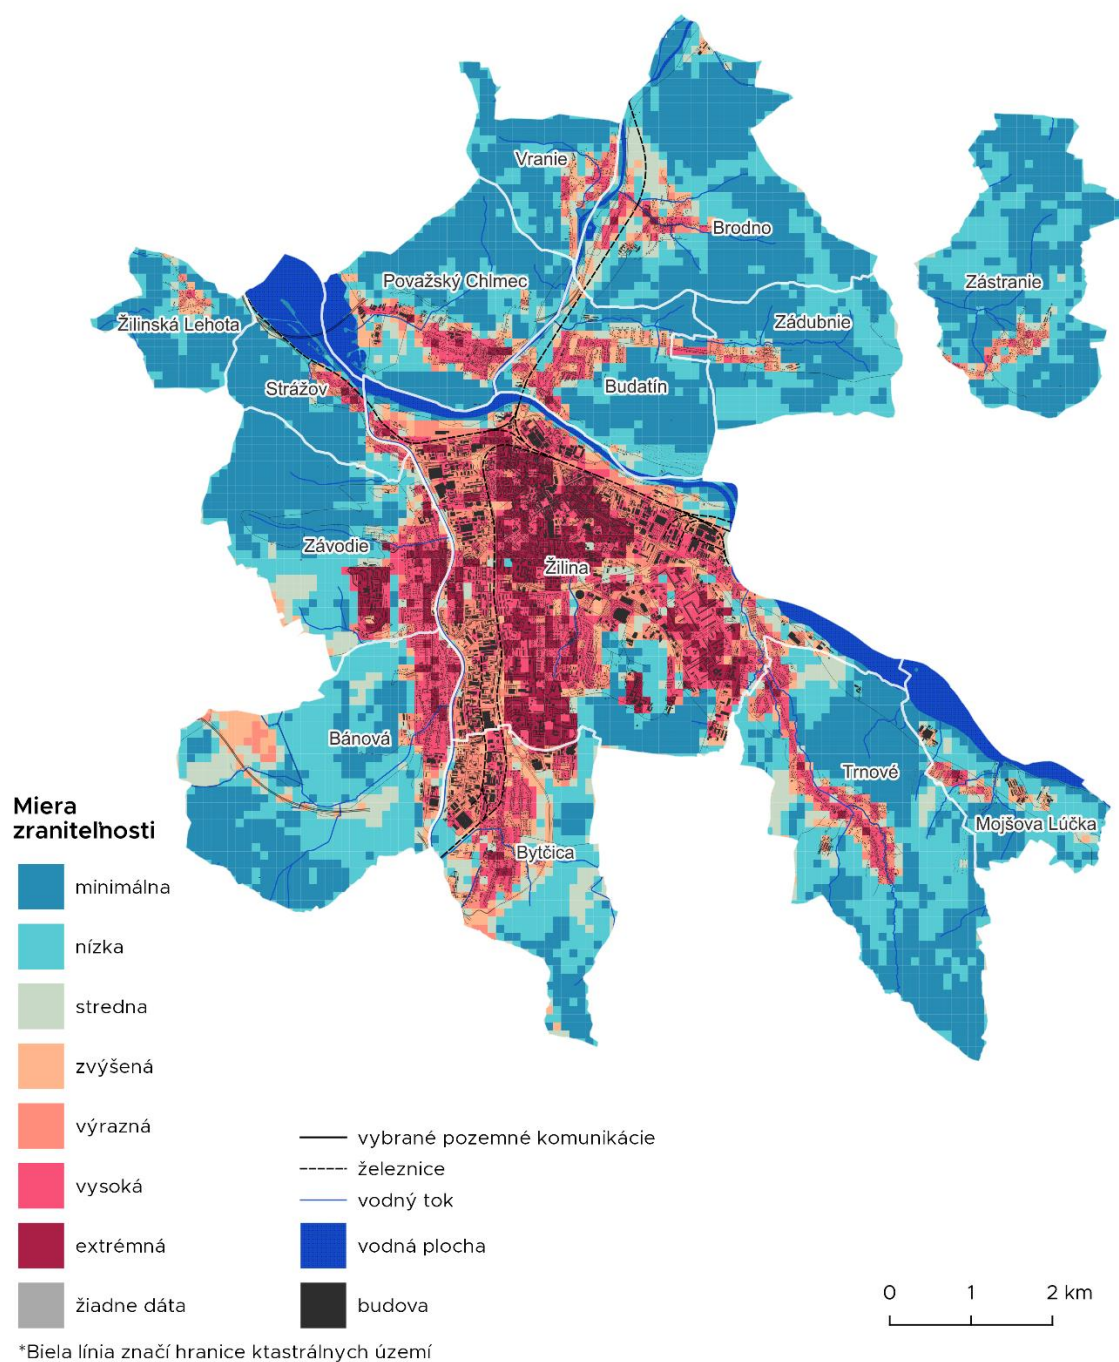 Vranie
Brodno
Považský Chlmec
Zástranie
Žilinská Lehota
Zádubnie
Strážov
Budatín
Závodie
Žilina
Bánová
Trnové
Mojšova Lúčka
Bytčica
Miera
zraniteľnosti
minimálna
nízka
stredna
zvýšená
výrazná
vysoká
extrémná
žiadne dáta
vybrané pozemné komunikácie
železnice
vodný tok
vodná plocha
budova
0 1 2 km
*Biela línia značí hranice ktastrálnych území